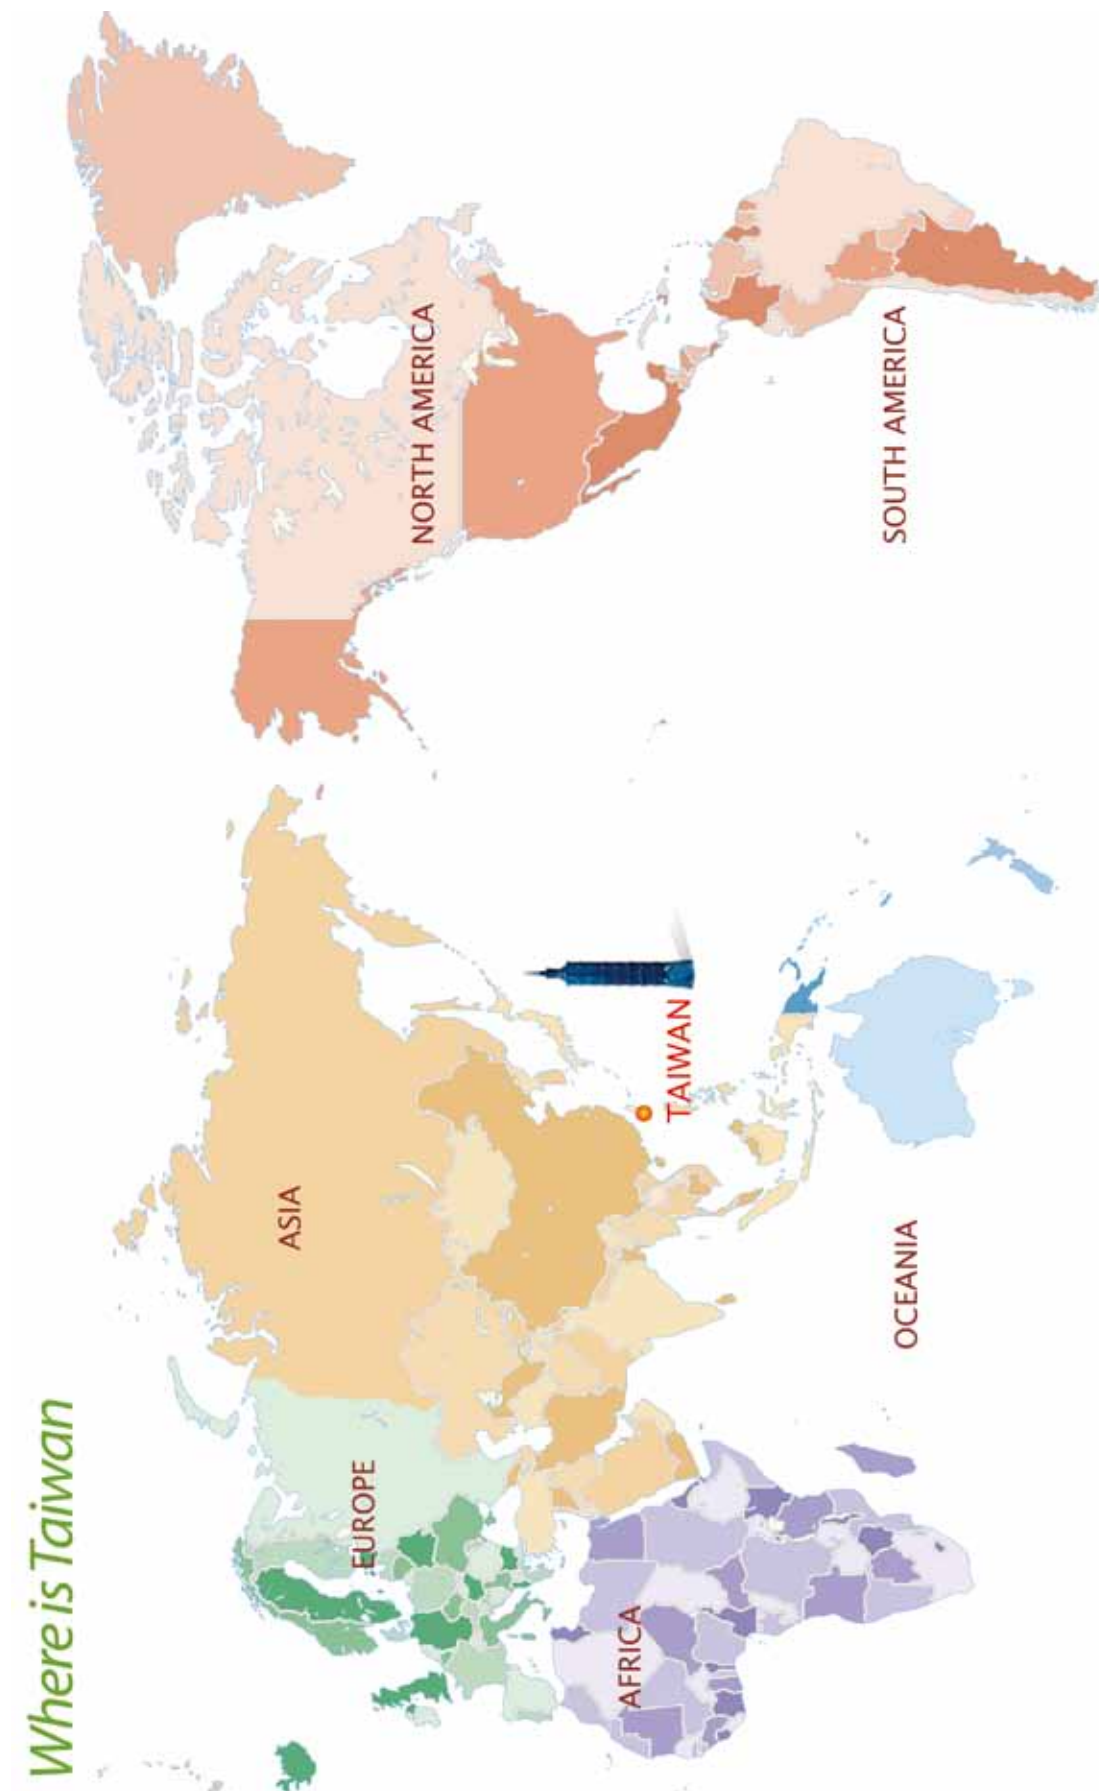 Where is Taiwan
EUROPE
ASIA
NORTH AMERICA
AFRICA
TAIWAN
OCEANIA
SOUTH AMERICA